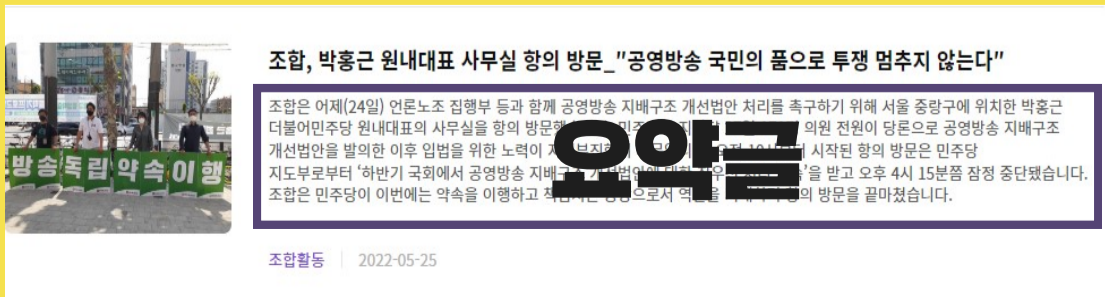 조합, 박홍근 원내대표 사무실 항의 방문_"공영방송 국민의 품으로 투쟁 멈추지 않는다"
조합은 어제(24일) 언론노조 집행부 등과 함께 공영방송 지배구조 개선법안 처리를 촉구하기 위해 서울 중랑구에 위치한 박홍근
더불어민주당 원내대표의 사무실을 항의 방문했 의원 전원이 당론으로 공영방송 지배구조
개선법안을 발의한 이후 입법을 위한 노력이 시작된 항의 방문은 민주당
지도부로부터 '하반기 국회에서 공영방송 지배 을 받고 오후 4시 15분쯤 잠정 중단됐습니다.
조합은 민주당이 이번에는 약속을 이행하고 방문을 끝마쳤습니다.
요약글
방송독립약속이행
조합활동 | 2022-05-25